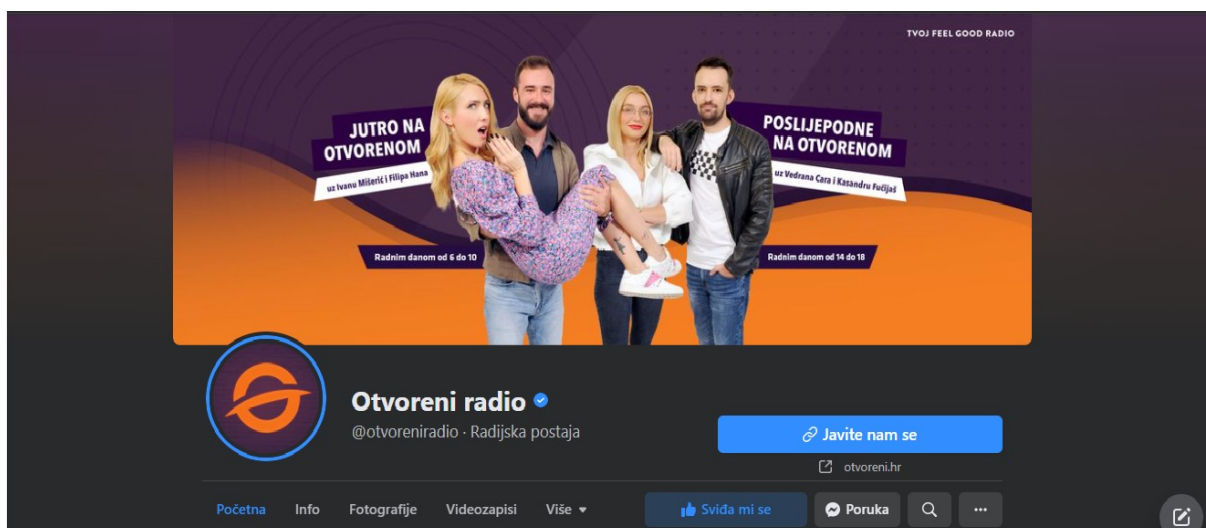 TVOJ FEEL GOOD RADIO
JUTRO NA
OTVORENOM
uz Ivanu Mišerić i Filipa Hana
Radnim danom od 6 do 10
POSLIJEPODNE
NA OTVORENOM
uz Vedrana Cara i Kasandru Fućijaš
Radnim danom od 14 do 18
Otvoreni radio
@otvoreniradio · Radijska postaja
Javite nam se
otvoreni.hr
Početna Info Fotografije Videozapisi Više
Sviđa mi se Poruka